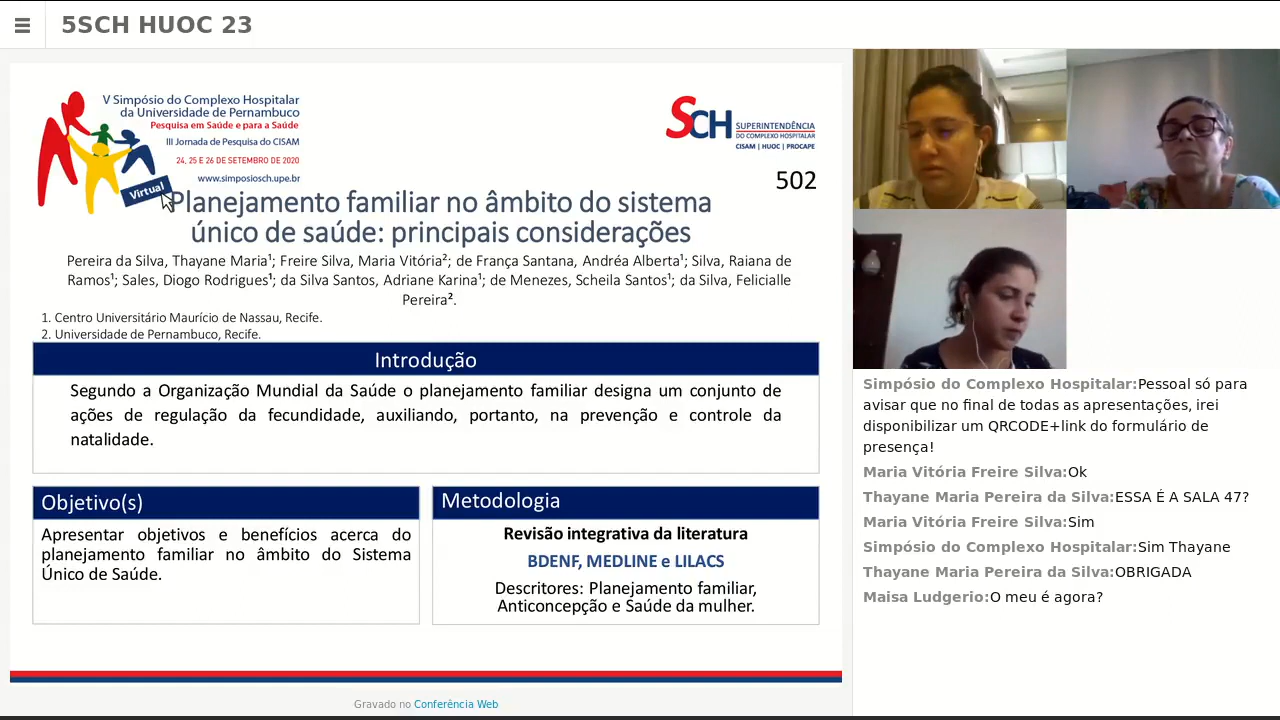 5SCH HUOC 23
V Simpósio do Complexo Hospitalar
da Universidade de Pernambuco
Pesquisa em Saúde e para a Saúde
III Jornada de Pesquisa do CISAM
24, 25 E 26 DE SETEMBRO DE 2020
www.simposiosch.upe.br
Virtual
SCH SUPERINTENDÊNCIA
DO COMPLEXO HOSPITALAR
CISAM | HUOC | PROCAPE
502
Planejamento familiar no âmbito do sistema
único de saúde: principais considerações
Pereira da Silva, Thayane Maria¹; Freire Silva, Maria Vitória²; de França Santana, Andréa Alberta¹; Silva, Raiana de
Ramos¹; Sales, Diogo Rodrigues¹; da Silva Santos, Adriane Karina¹; de Menezes, Scheila Santos¹; da Silva, Felicialle
Pereira².
1. Centro Universitário Maurício de Nassau, Recife.
2. Universidade de Pernambuco, Recife.
Introdução
Segundo a Organização Mundial da Saúde o planejamento familiar designa um conjunto de
ações de regulação da fecundidade, auxiliando, portanto, na prevenção e controle da
natalidade.
Objetivo(s)
Apresentar objetivos e benefícios acerca do
planejamento familiar no âmbito do Sistema
Único de Saúde.
Metodologia
Revisão integrativa da literatura
BDENF, MEDLINE e LILACS
Descritores: Planejamento familiar,
Anticoncepção e Saúde da mulher.
Gravado no Conferência Web
Simpósio do Complexo Hospitalar:Pessoal só para
avisar que no final de todas as apresentações, irei
disponibilizar um QRCODE+link do formulário de
presença!
Maria Vitória Freire Silva:Ok
Thayane Maria Pereira da Silva:ESSA É A SALA 47?
Maria Vitória Freire Silva:Sim
Simpósio do Complexo Hospitalar:Sim Thayane
Thayane Maria Pereira da Silva:OBRIGADA
Maisa Ludgerio:O meu é agora?